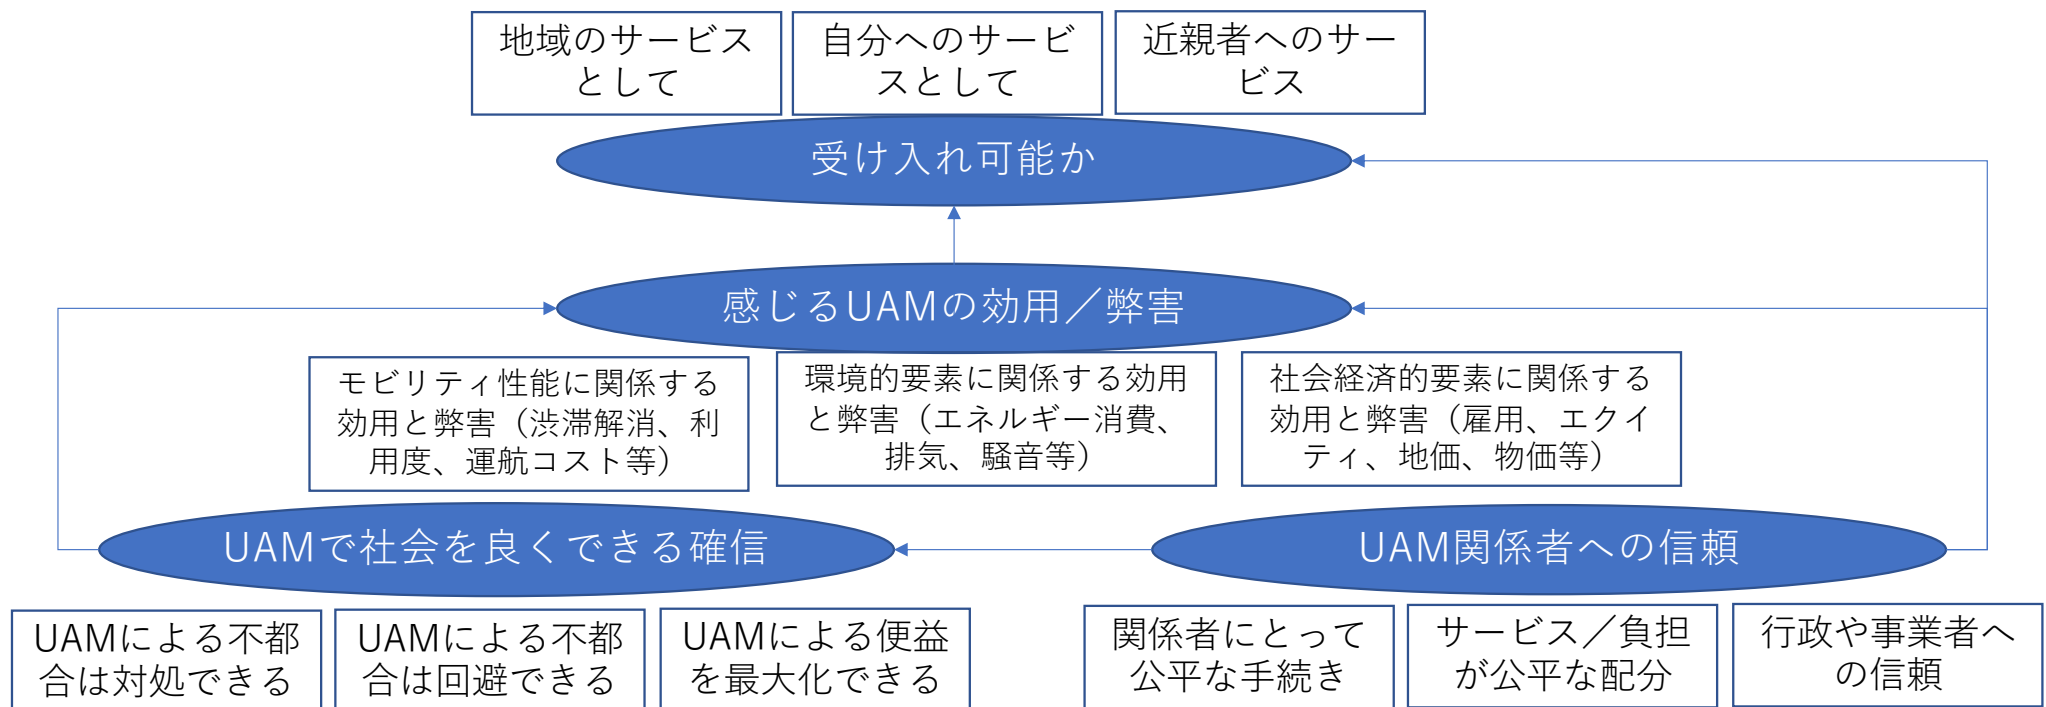 地域のサービス
として
自分へのサービ
スとして
近親者へのサー
ビス
受け入れ可能か
感じるUAMの効用／弊害
モビリティ性能に関係する
効用と弊害（渋滞解消、利
用度、運航コスト等）
環境的要素に関係する効用
と弊害（エネルギー消費、
排気、騒音等）
社会経済的要素に関係する
効用と弊害（雇用、エクイ
ティ、地価、物価等）
UAMで社会を良くできる確信
UAM関係者への信頼
UAMによる不都
合は対処できる
UAMによる不都
合は回避できる
UAMによる便益
を最大化できる
関係者にとって
公平な手続き
サービス／負担
が公平な配分
行政や事業者へ
の信頼